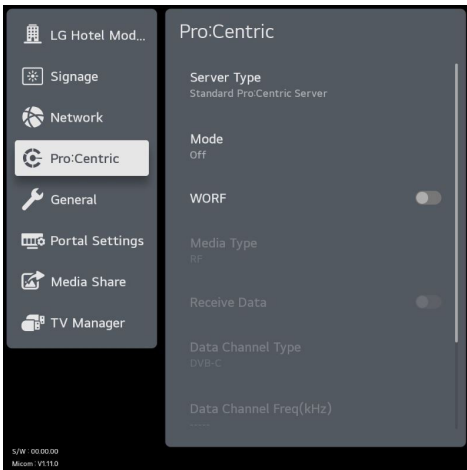 LG Hotel Mod...
Signage
Network
Pro:Centric
General
Portal Settings
Media Share
TV Manager
S/W : 00.00.00
Micom : V1.11.0
Pro:Centric
Server Type
Standard Pro:Centric Server
Mode
Off
WORF
Media Type
RF
Receive Data
Data Channel Type
DVB-C
Data Channel Freq(kHz)
-----